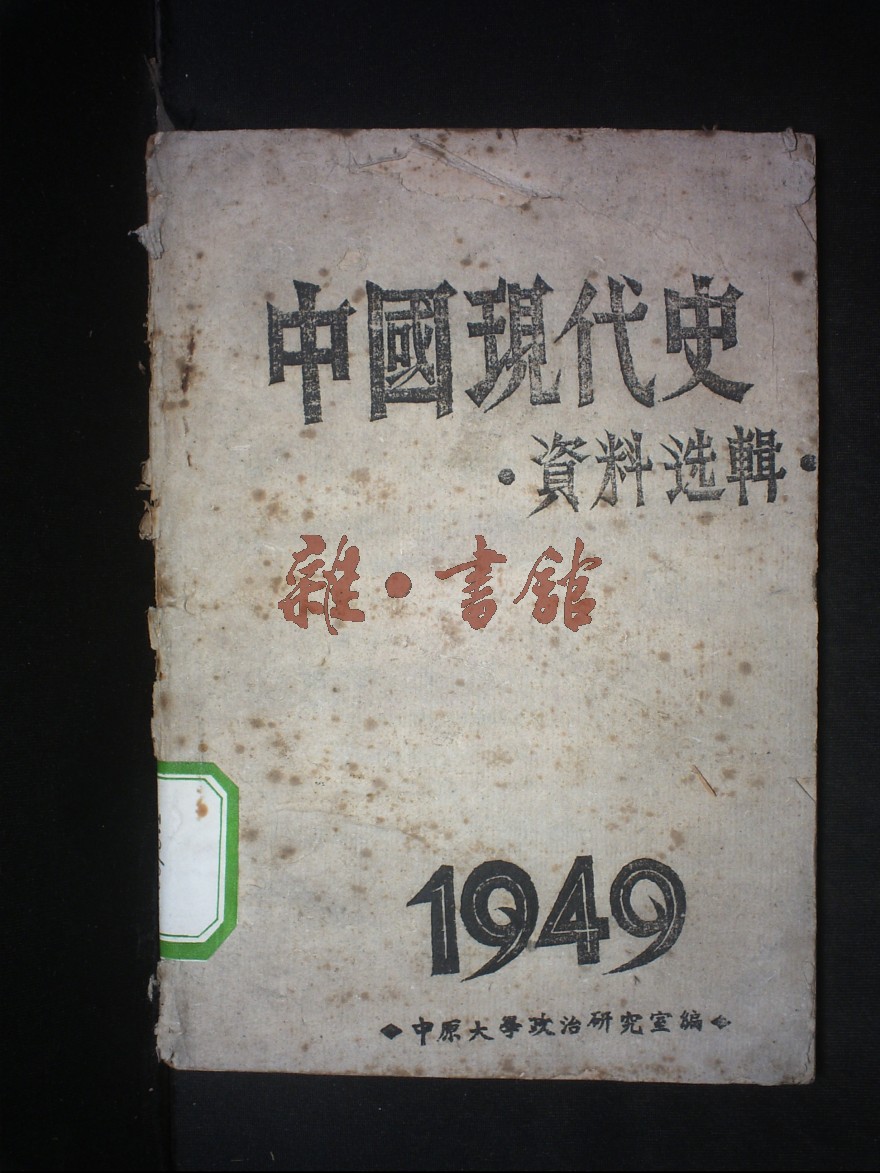 中國現代史
·資料选輯·
雜·書館
1949
◆中原大學政治研究室編◆